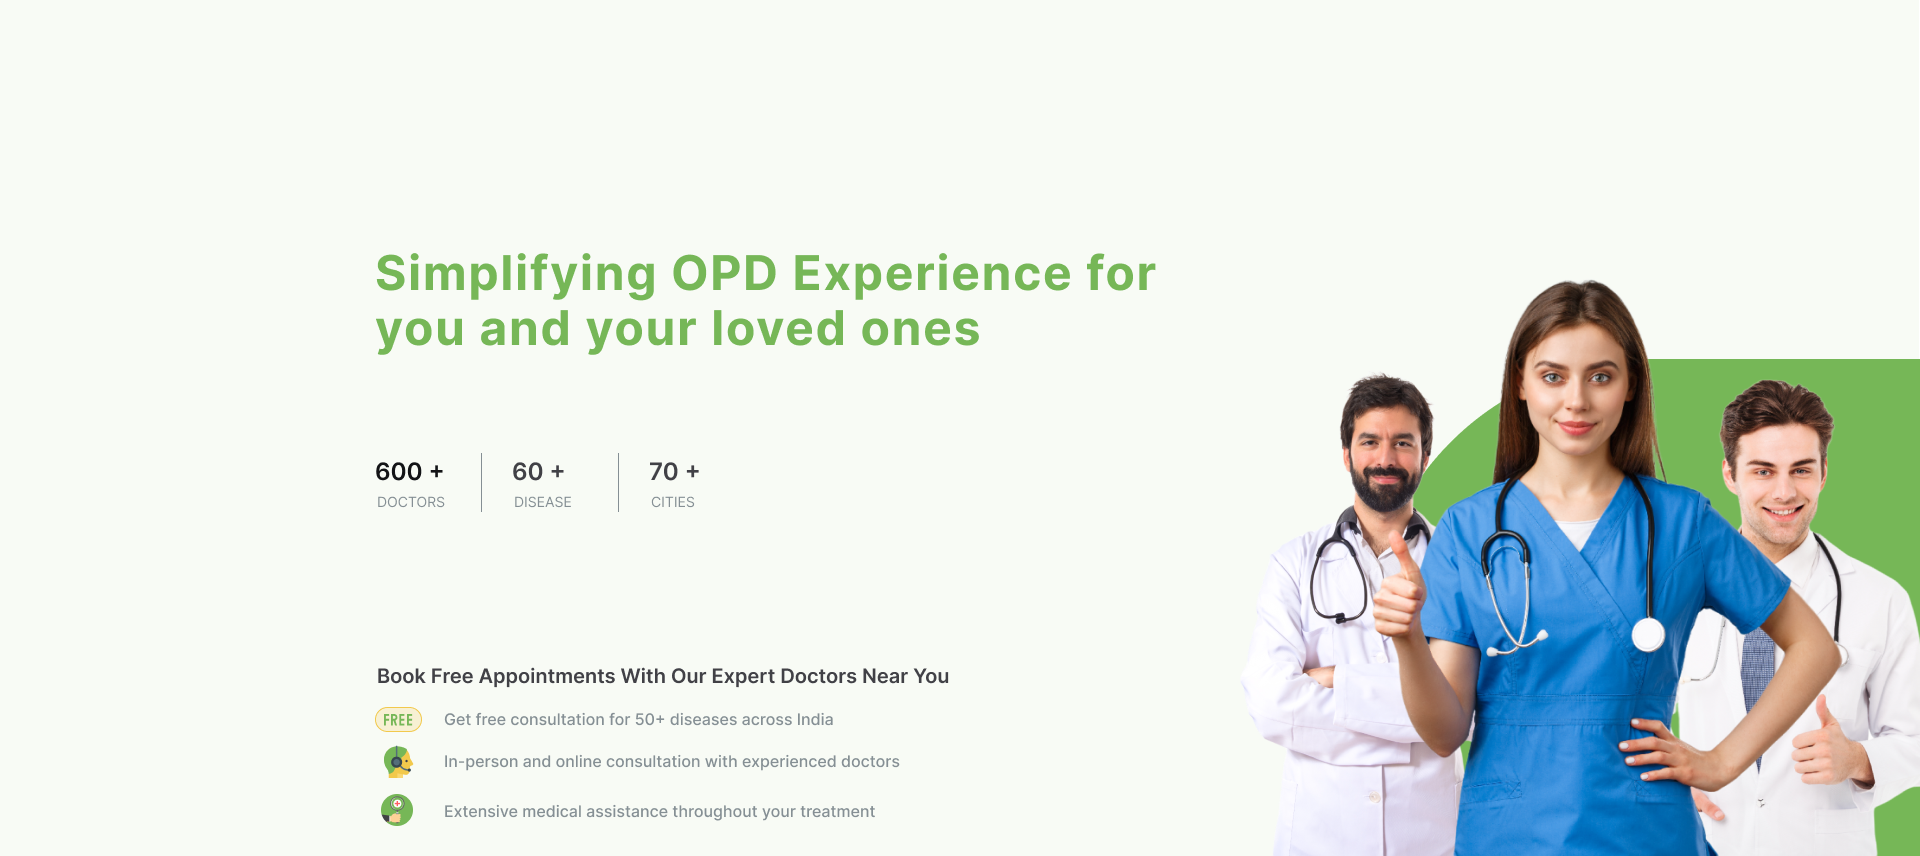 Simplifying OPD Experience for
you and your loved ones
600 +
DOCTORS
60 +
DISEASE
70 +
CITIES
Book Free Appointments With Our Expert Doctors Near You
FREE
Get free consultation for 50+ diseases across India
In-person and online consultation with experienced doctors
Extensive medical assistance throughout your treatment